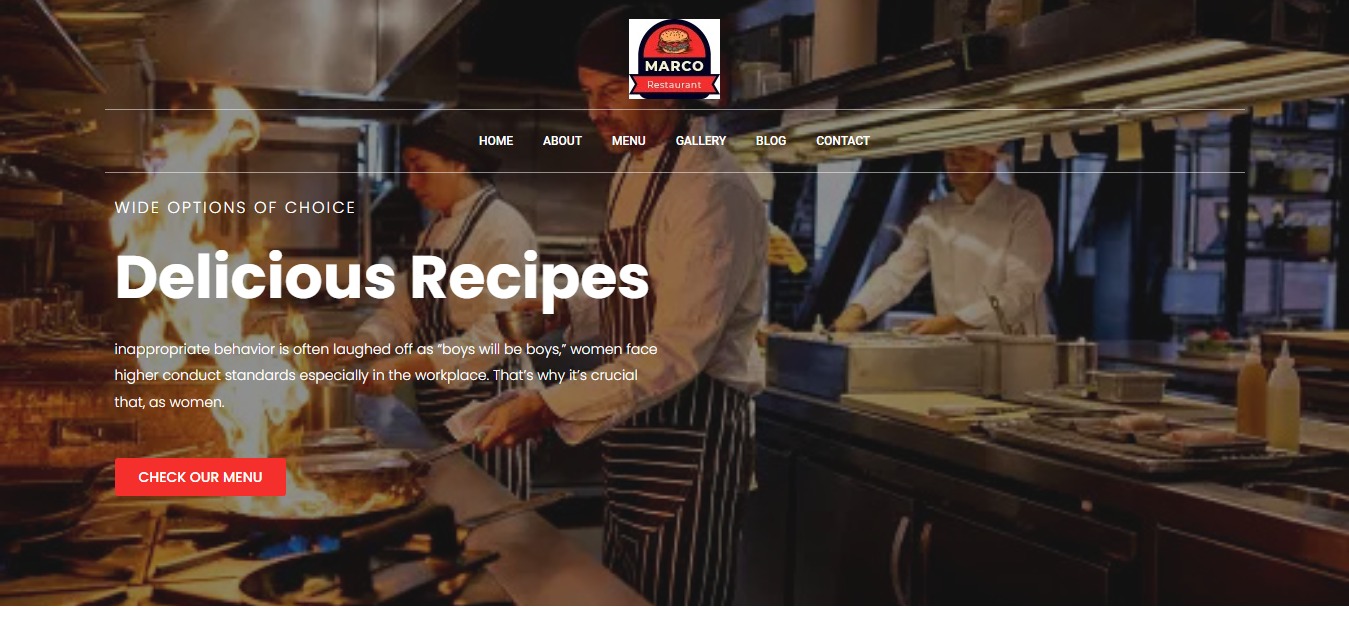 MARCO
Restaurant
HOME ABOUT MENU GALLERY BLOG CONTACT
WIDE OPTIONS OF CHOICE
Delicious Recipes
inappropriate behavior is often laughed off as “boys will be boys,” women face
higher conduct standards especially in the workplace. That’s why it’s crucial
that, as women.
CHECK OUR MENU